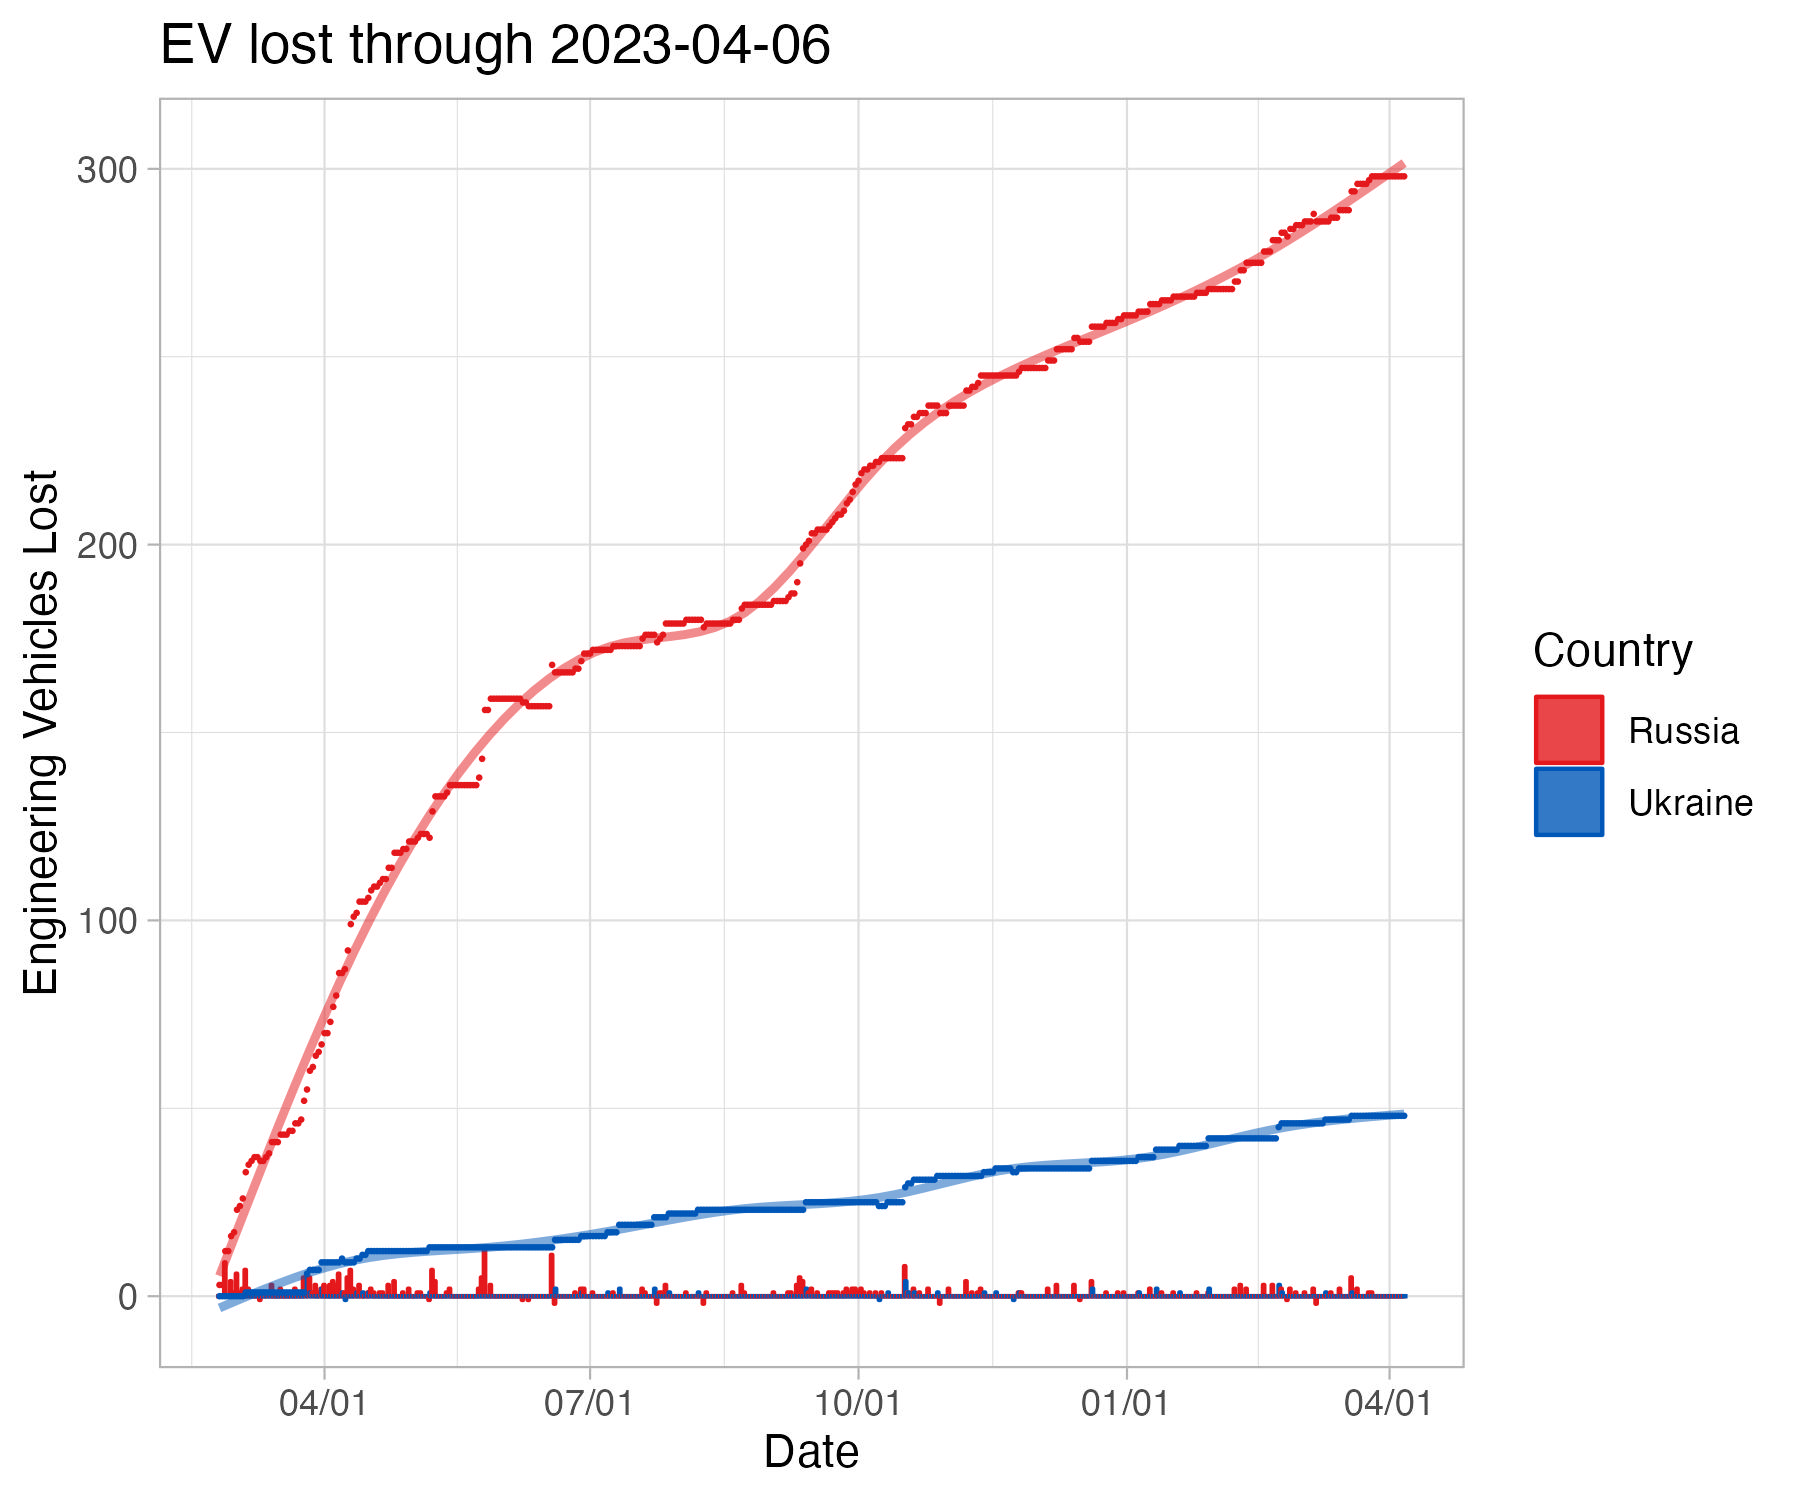 EV lost through 2023-04-06
Engineering Vehicles Lost
300
200
100
0
04/01
07/01
10/01
01/01
04/01
Date
Country
Russia
Ukraine